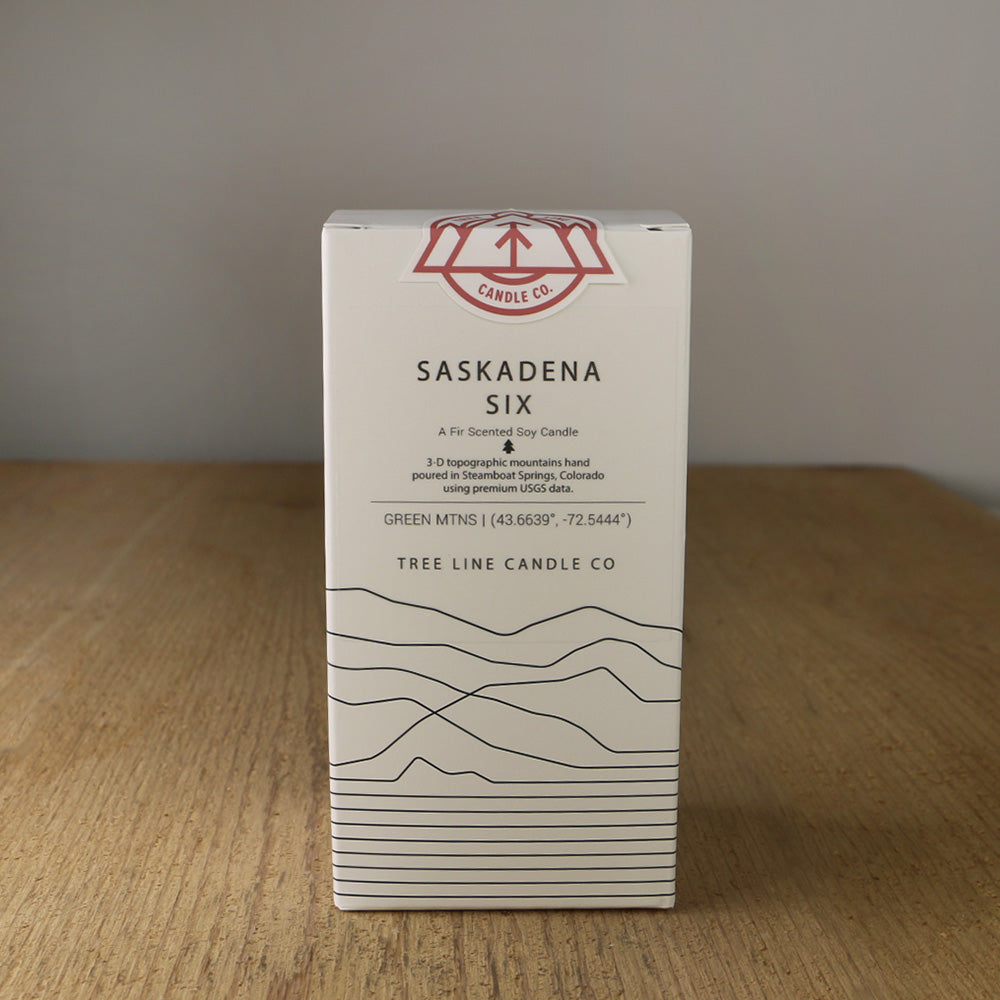 CANDLE CO.
SASKADENA
SIX
A Fir Scented Soy Candle
3-D topographic mountains hand
poured in Steamboat Springs, Colorado
using premium USGS data.
GREEN MTNS | (43.6639°, -72.5444°)
TREE LINE CANDLE CO